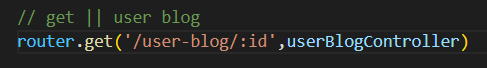 // get || user blog
router.get('/user-blog/:id',userBlogController)